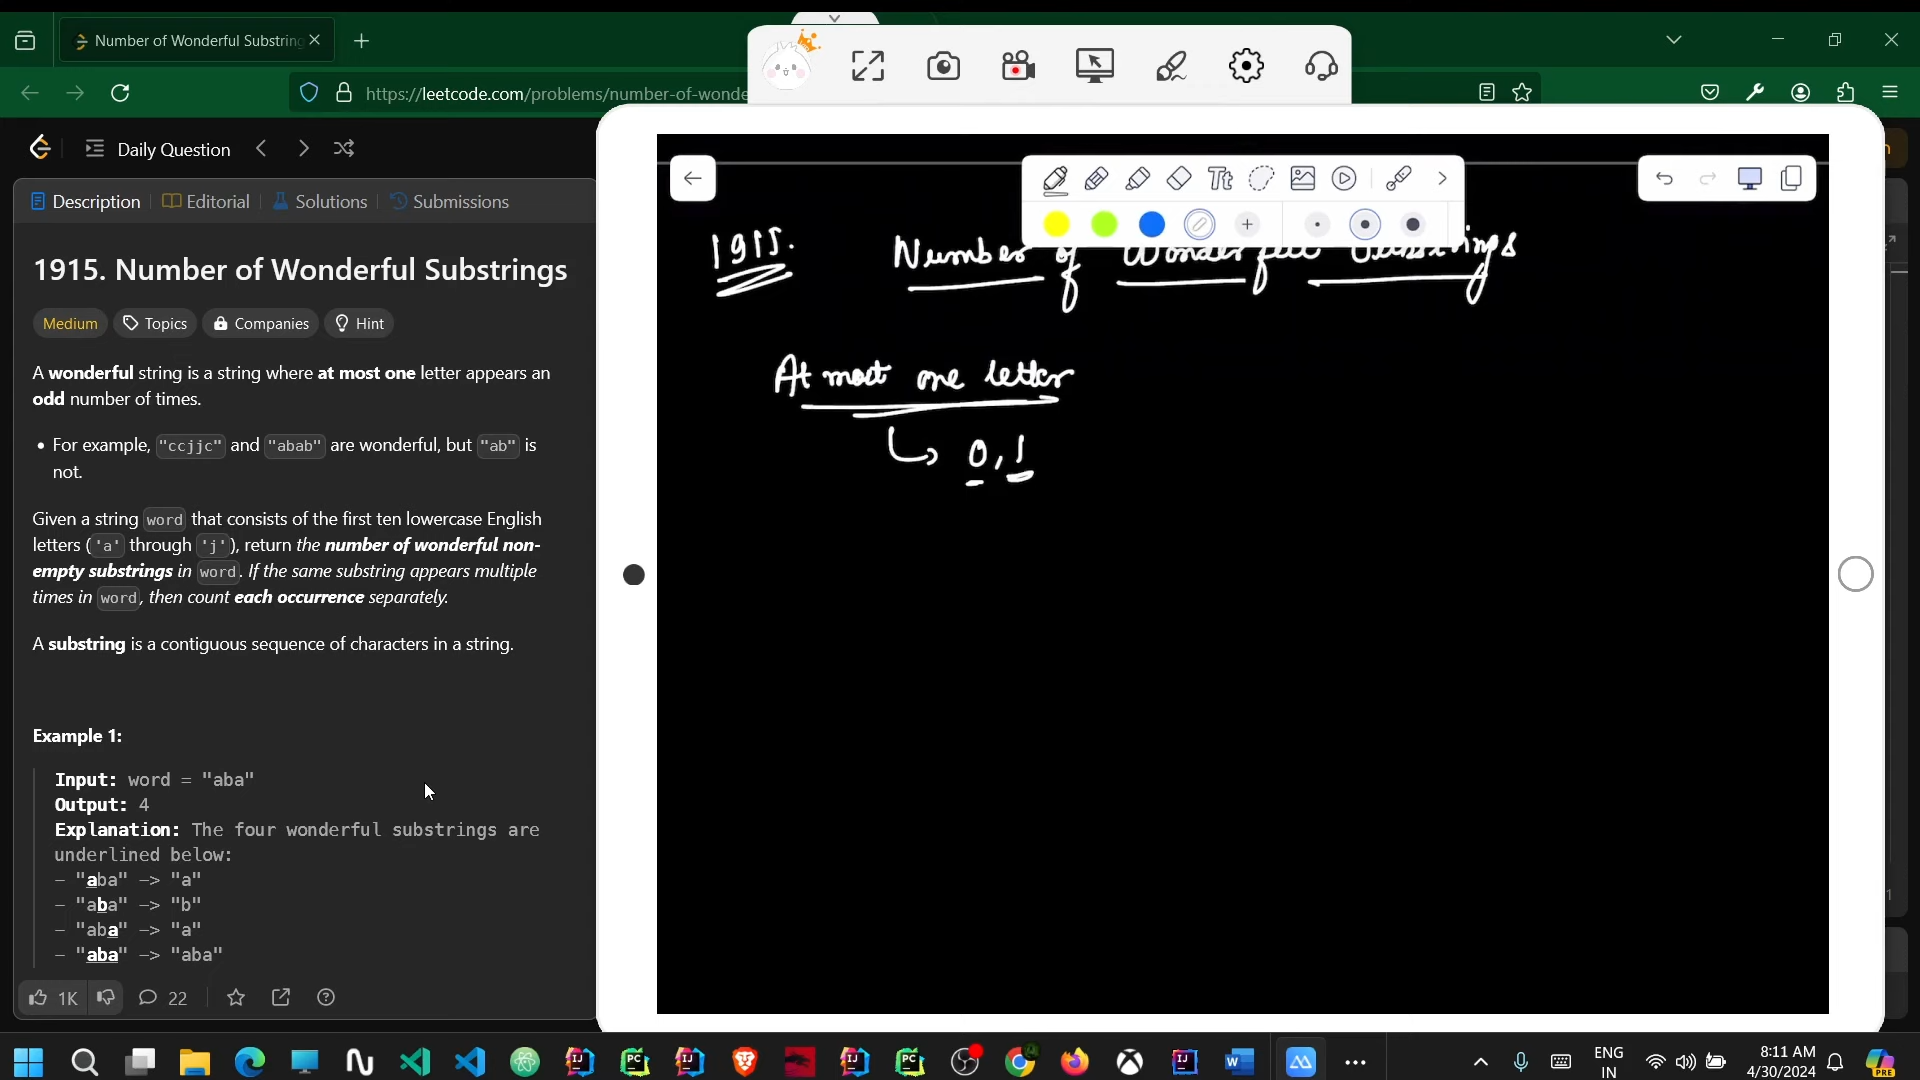 Number of Wonderful Substring
https://leetcode.com/problems/number-of-wonde
Daily Question
Description
Editorial
Solutions
Submissions
1915. Number of Wonderful Substrings
Medium
Topics
Companies
Hint
A wonderful string is a string where at most one letter appears an
odd number of times.
• For example, "ccjjc" and "abab" are wonderful, but "ab" is
not.
Given a string word that consists of the first ten lowercase English
letters ('a' through 'j'), return the number of wonderful non-
empty substrings in word. If the same substring appears multiple
times in word, then count each occurrence separately.
A substring is a contiguous sequence of characters in a string.
Example 1:
Input: word = "aba"
Output: 4
Explanation: The four wonderful substrings are
underlined below:
- "aba" -> "a"
- "aba" -> "b"
- "aba" -> "a"
- "aba" -> "aba"
1K
22
Tt
1915.
Number of Wonderful Substrings
At most one letter
↳ 0, 1
ENG
IN
8:11 AM
4/30/2024
PRE